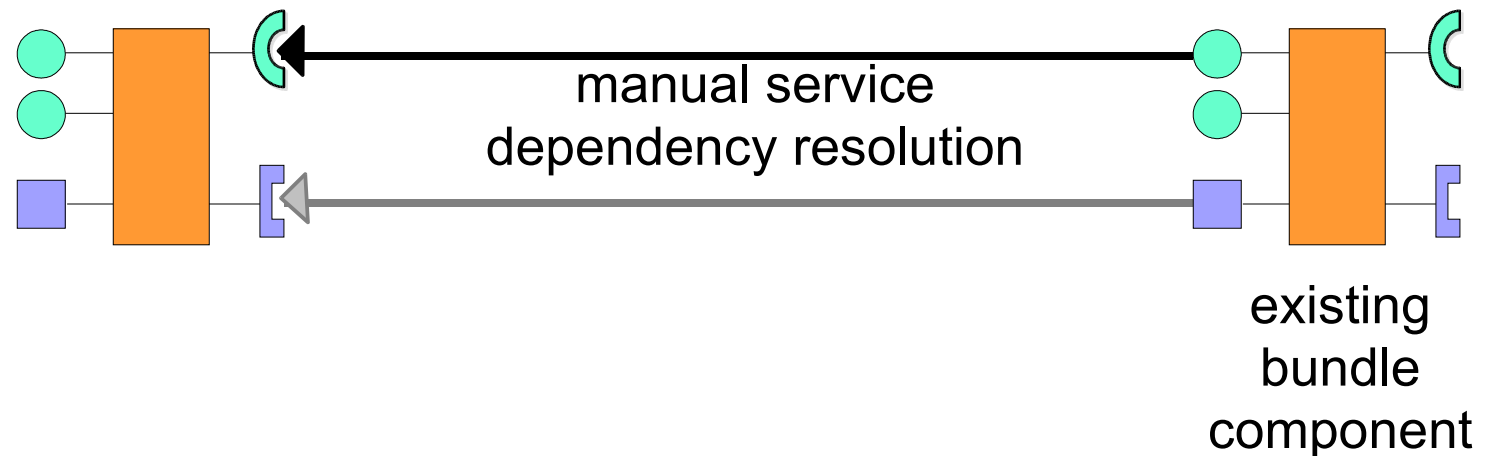 manual service
dependency resolution
existing
bundle
component